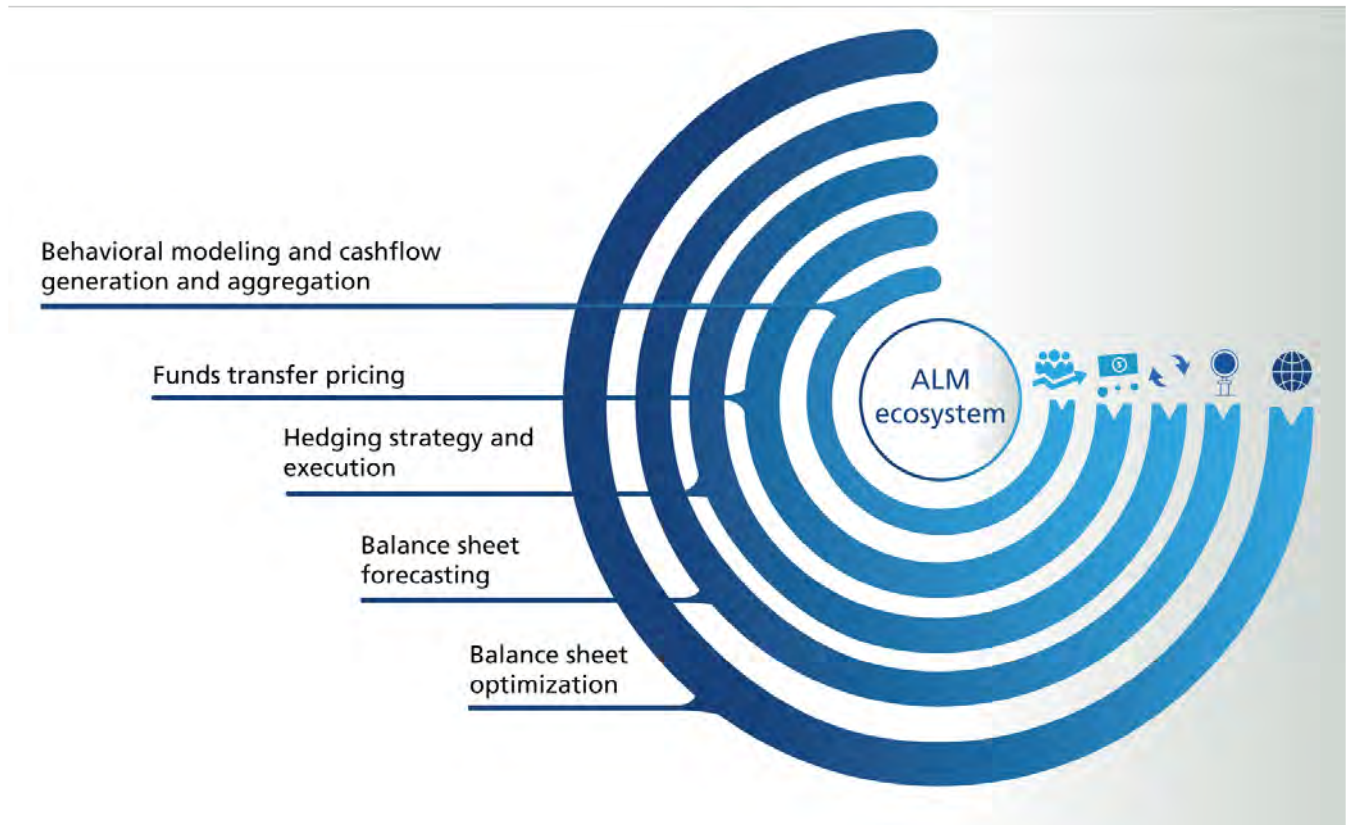 Behavioral modeling and cashflow
generation and aggregation
Funds transfer pricing
Hedging strategy and
execution
Balance sheet
forecasting
Balance sheet
optimization
ALM
ecosystem
$